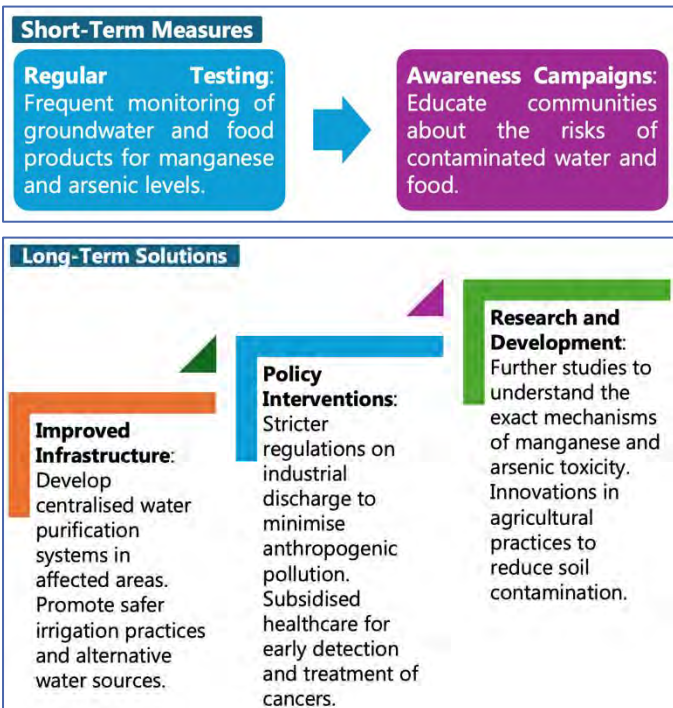 Short-Term Measures
Regular Testing:
Frequent monitoring of
groundwater and food
products for manganese
and arsenic levels.
Awareness Campaigns:
Educate communities
about the risks of
contaminated water and
food.
Long-Term Solutions
Improved
Infrastructure:
Develop
centralised water
purification
systems in
affected areas.
Promote safer
irrigation practices
and alternative
water sources.
Policy
Interventions:
Stricter
regulations on
industrial
discharge to
minimise
anthropogenic
pollution.
Subsidised
healthcare for
early detection
and treatment of
cancers.
Research and
Development:
Further studies to
understand the
exact mechanisms
of manganese and
arsenic toxicity.
Innovations in
agricultural
practices to
reduce soil
contamination.